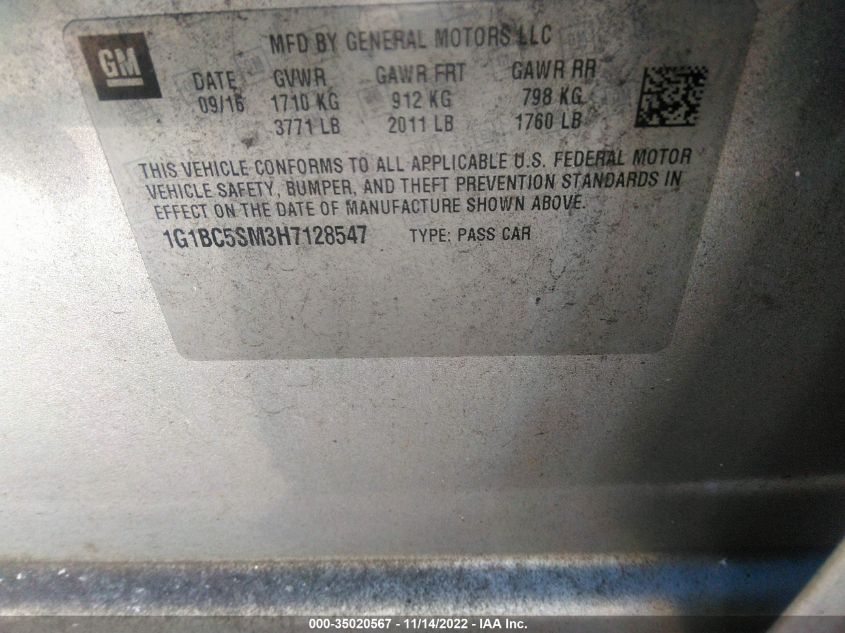 GM
MFD BY GENERAL MOTORS LLC
DATE GVWR GAWR FRT GAWR RR
09/16 1710 KG 912 KG 798 KG
3771 LB 2011 LB 1760 LB
THIS VEHICLE CONFORMS TO ALL APPLICABLE U.S. FEDERAL MOTOR
VEHICLE SAFETY, BUMPER, AND THEFT PREVENTION STANDARDS IN
EFFECT ON THE DATE OF MANUFACTURE SHOWN ABOVE.
1G1BC5SM3H7128547 TYPE: PASS CAR
000-35020567 - 11/14/2022 - IAA Inc.